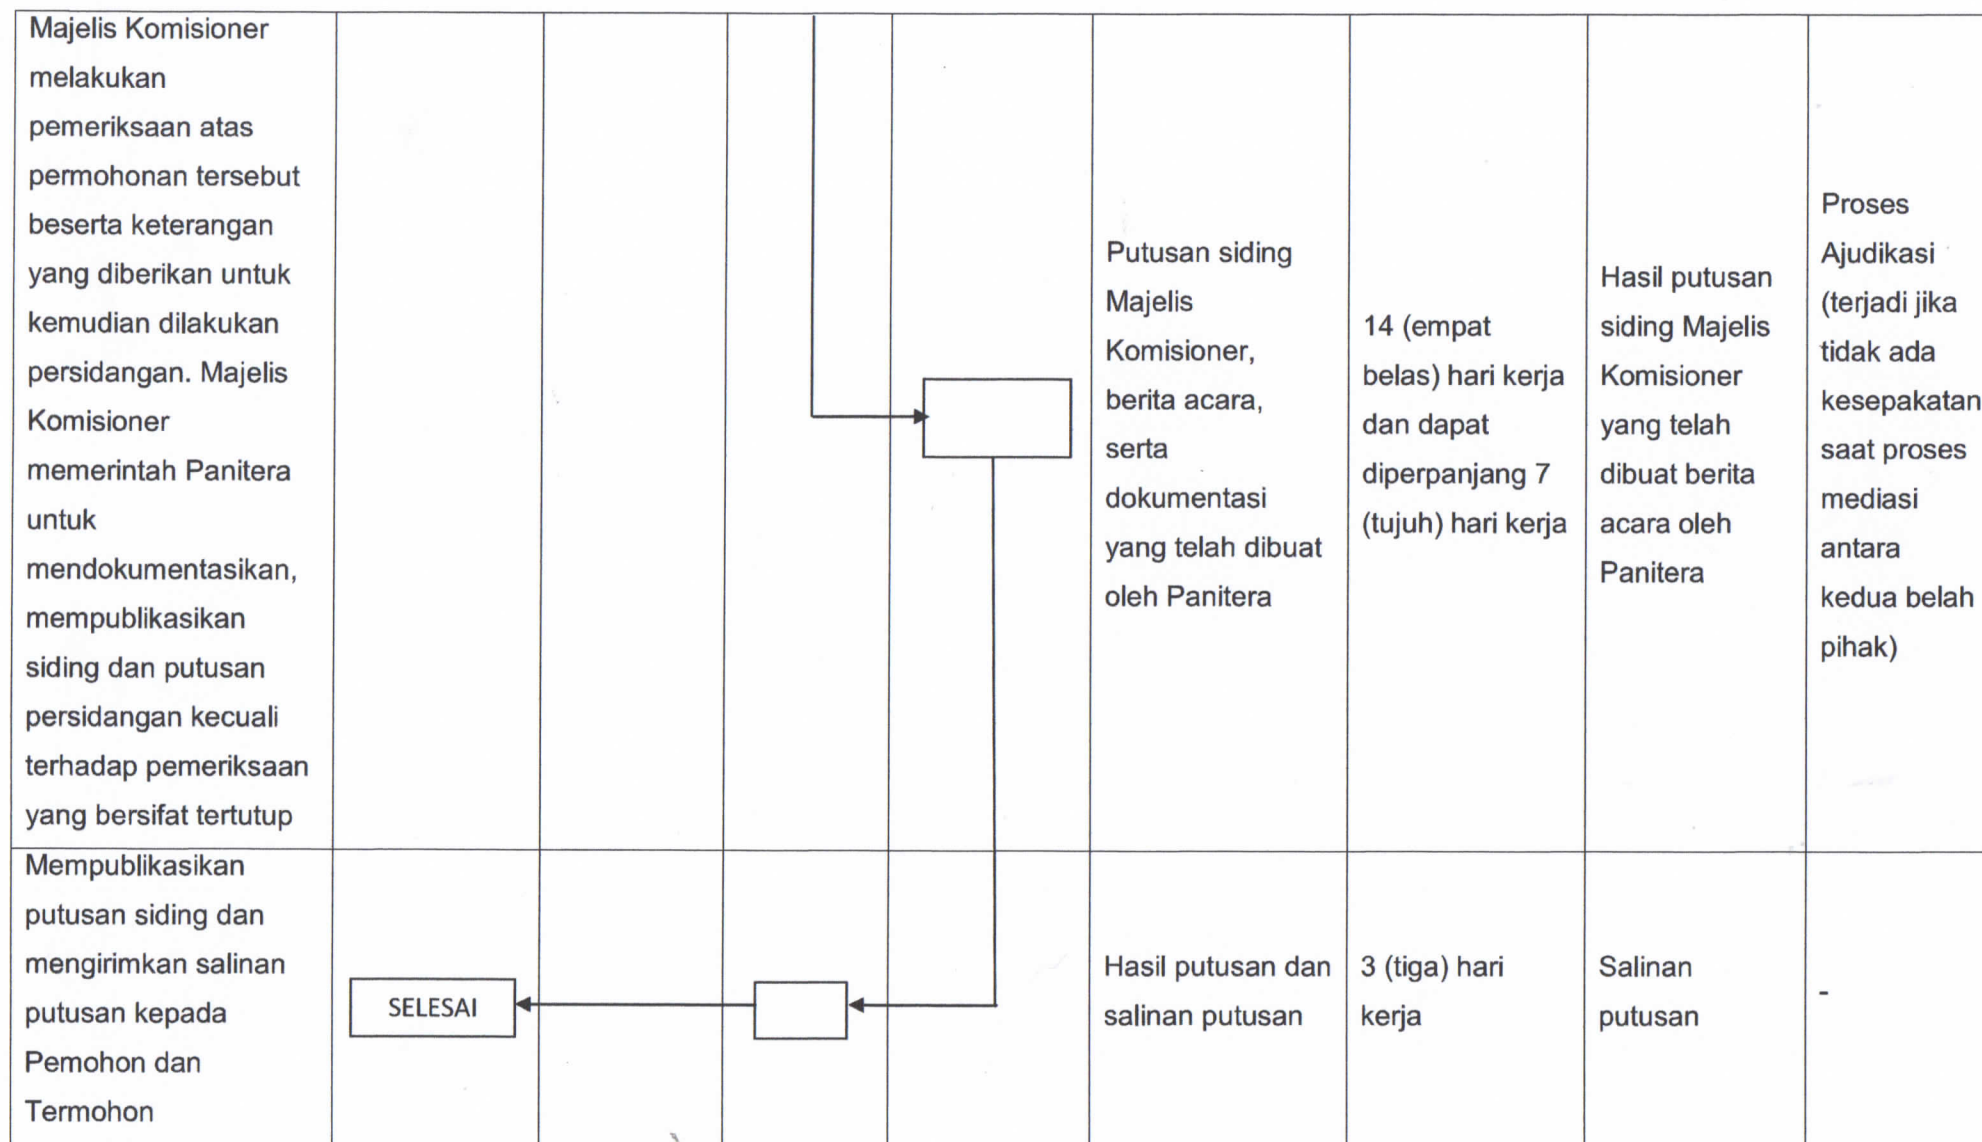 Majelis Komisioner
melakukan
pemeriksaan atas
permohonan tersebut
beserta keterangan
yang diberikan untuk
kemudian dilakukan
persidangan. Majelis
Komisioner
memerintah Panitera
untuk
mendokumentasikan,
mempublikasikan
siding dan putusan
persidangan kecuali
terhadap pemeriksaan
yang bersifat tertutup
Putusan siding
Majelis
Komisioner,
berita acara,
serta
dokumentasi
yang telah dibuat
oleh Panitera
14 (empat
belas) hari kerja
dan dapat
diperpanjang 7
(tujuh) hari kerja
Hasil putusan
siding Majelis
Komisioner
yang telah
dibuat berita
acara oleh
Panitera
Proses
Ajudikasi
(terjadi jika
tidak ada
kesepakatan
saat proses
mediasi
antara
kedua belah
pihak)
Mempublikasikan
putusan siding dan
mengirimkan salinan
putusan kepada
Pemohon dan
Termohon
SELESAI
Hasil putusan dan
salinan putusan
3 (tiga) hari
kerja
Salinan
putusan
-